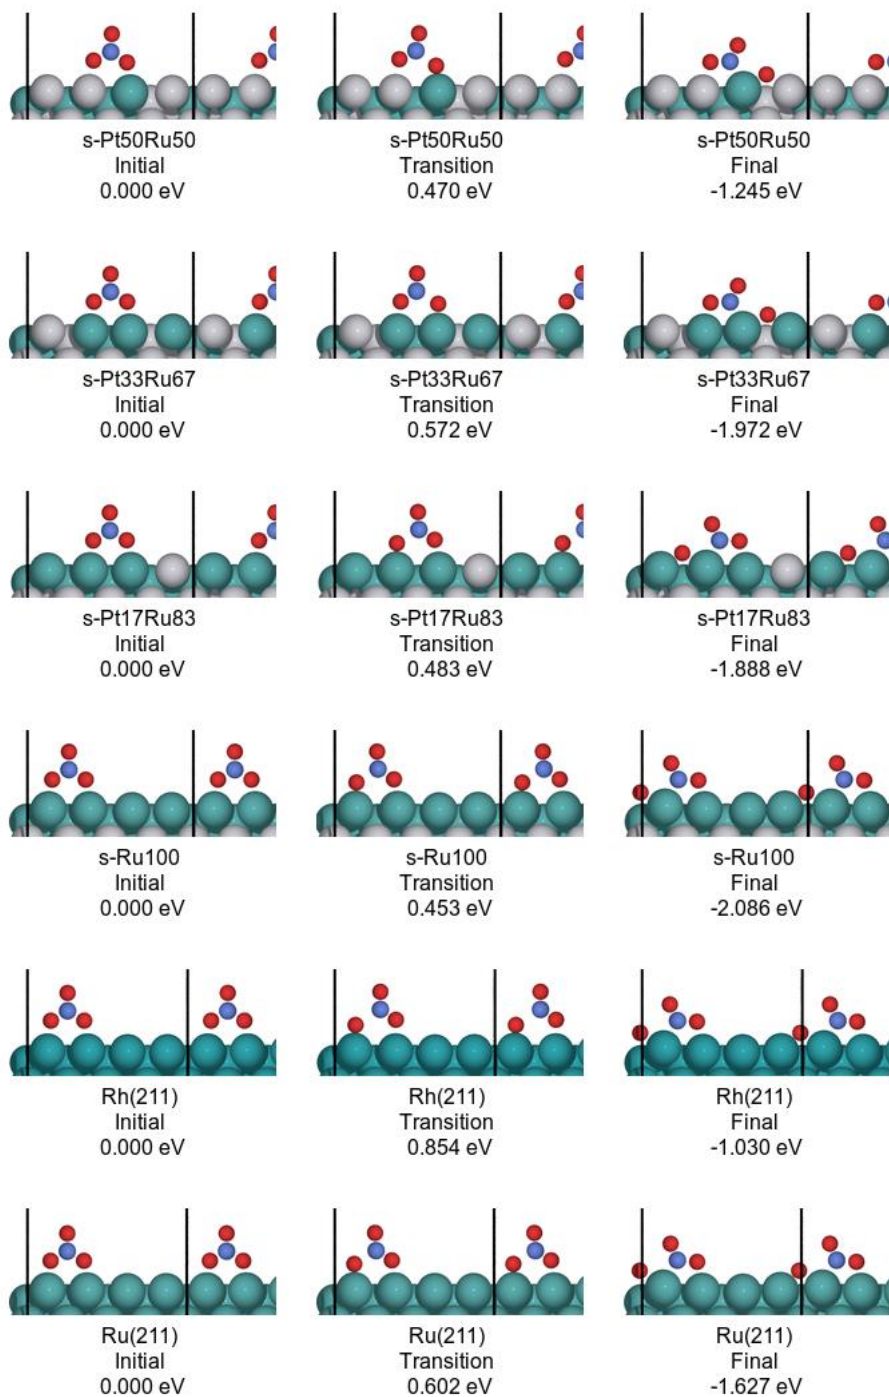 s-Pt50Ru50 s-Pt50Ru50 s-Pt50Ru50
Initial Transition Final
0.000 eV 0.470 eV -1.245 eV
s-Pt33Ru67 s-Pt33Ru67 s-Pt33Ru67
Initial Transition Final
0.000 eV 0.572 eV -1.972 eV
s-Pt17Ru83 s-Pt17Ru83 s-Pt17Ru83
Initial Transition Final
0.000 eV 0.483 eV -1.888 eV
s-Ru100 s-Ru100 s-Ru100
Initial Transition Final
0.000 eV 0.453 eV -2.086 eV
Rh(211) Rh(211) Rh(211)
Initial Transition Final
0.000 eV 0.854 eV -1.030 eV
Ru(211) Ru(211) Ru(211)
Initial Transition Final
0.000 eV 0.602 eV -1.627 eV